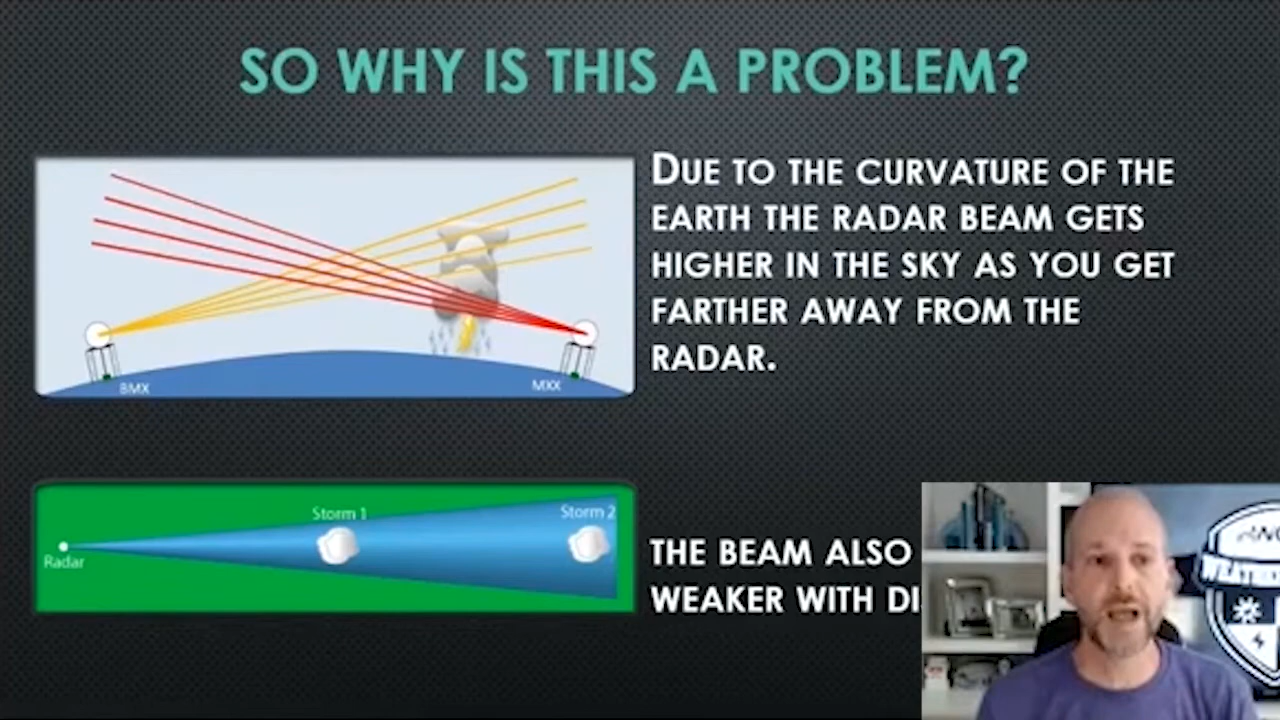 SO WHY IS THIS A PROBLEM?
DUE TO THE CURVATURE OF THE
EARTH THE RADAR BEAM GETS
HIGHER IN THE SKY AS YOU GET
FARTHER AWAY FROM THE
RADAR.
BMX
MXX
Storm 1
Storm 2
Radar
THE BEAM ALSO
WEAKER WITH